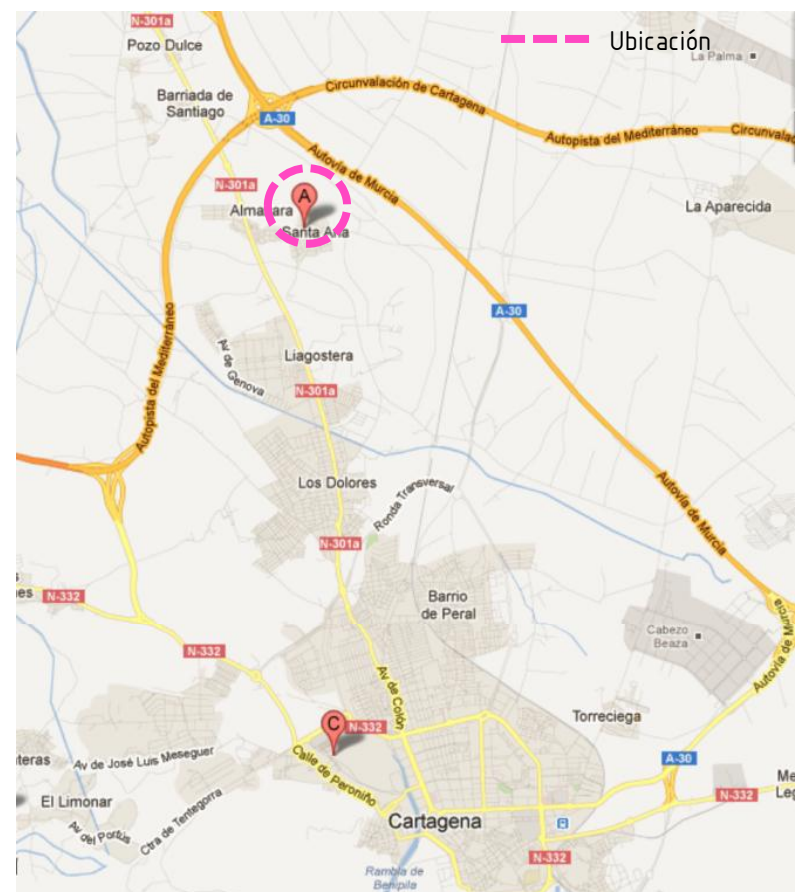 N-301a
Pozo Dulce
Ubicación
La Palma
Barriada de
Santiago
Circunvalación de Cartagena
A-30
Autopista del Mediterráneo
Autovía de Murcia
N-301a
A
Almagara
Santa Ana
La Aparecida
A-30
Autopista del Mediterráneo
Av de Genova
Liagostera
N-301a
Los Dolores
Ronda Transversal
Autovía de Murcia
N-301a
N-332
Barrio
de Peral
Cabezo
Beaza
Autovía de Murcia
N-332
Av de Colón
C
N-332
Torreciega
Av de José Luis Meseguer
Calle de Peroniño
A-30
El Limonar
Av del Portús
Ctra de Tentegorra
Cartagena
N-332
N-332
Rambla de
Benipila